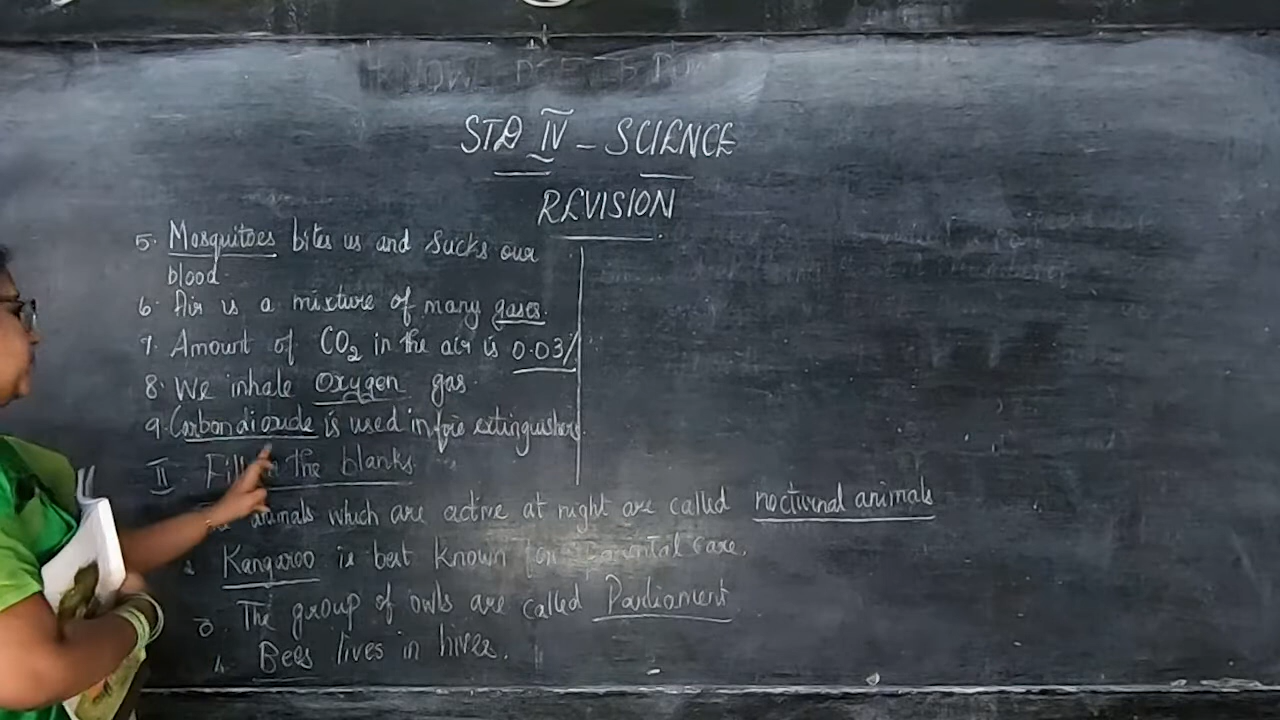 STD IV - SCIENCE
REVISION
5. Mosquitoes bites us and sucks our
blood.
6. Air is a mixture of many gases.
7. Amount of CO2 in the air is 0.03%
8. We inhale Oxygen gas.
9. Carbondioxide is used in fire extinguishers
II Fill in the blanks
animals which are active at night are called nocturnal animals
Kangaroo is best known for parental care.
3. The group of owls are called Parliament
4. Bees lives in hives.